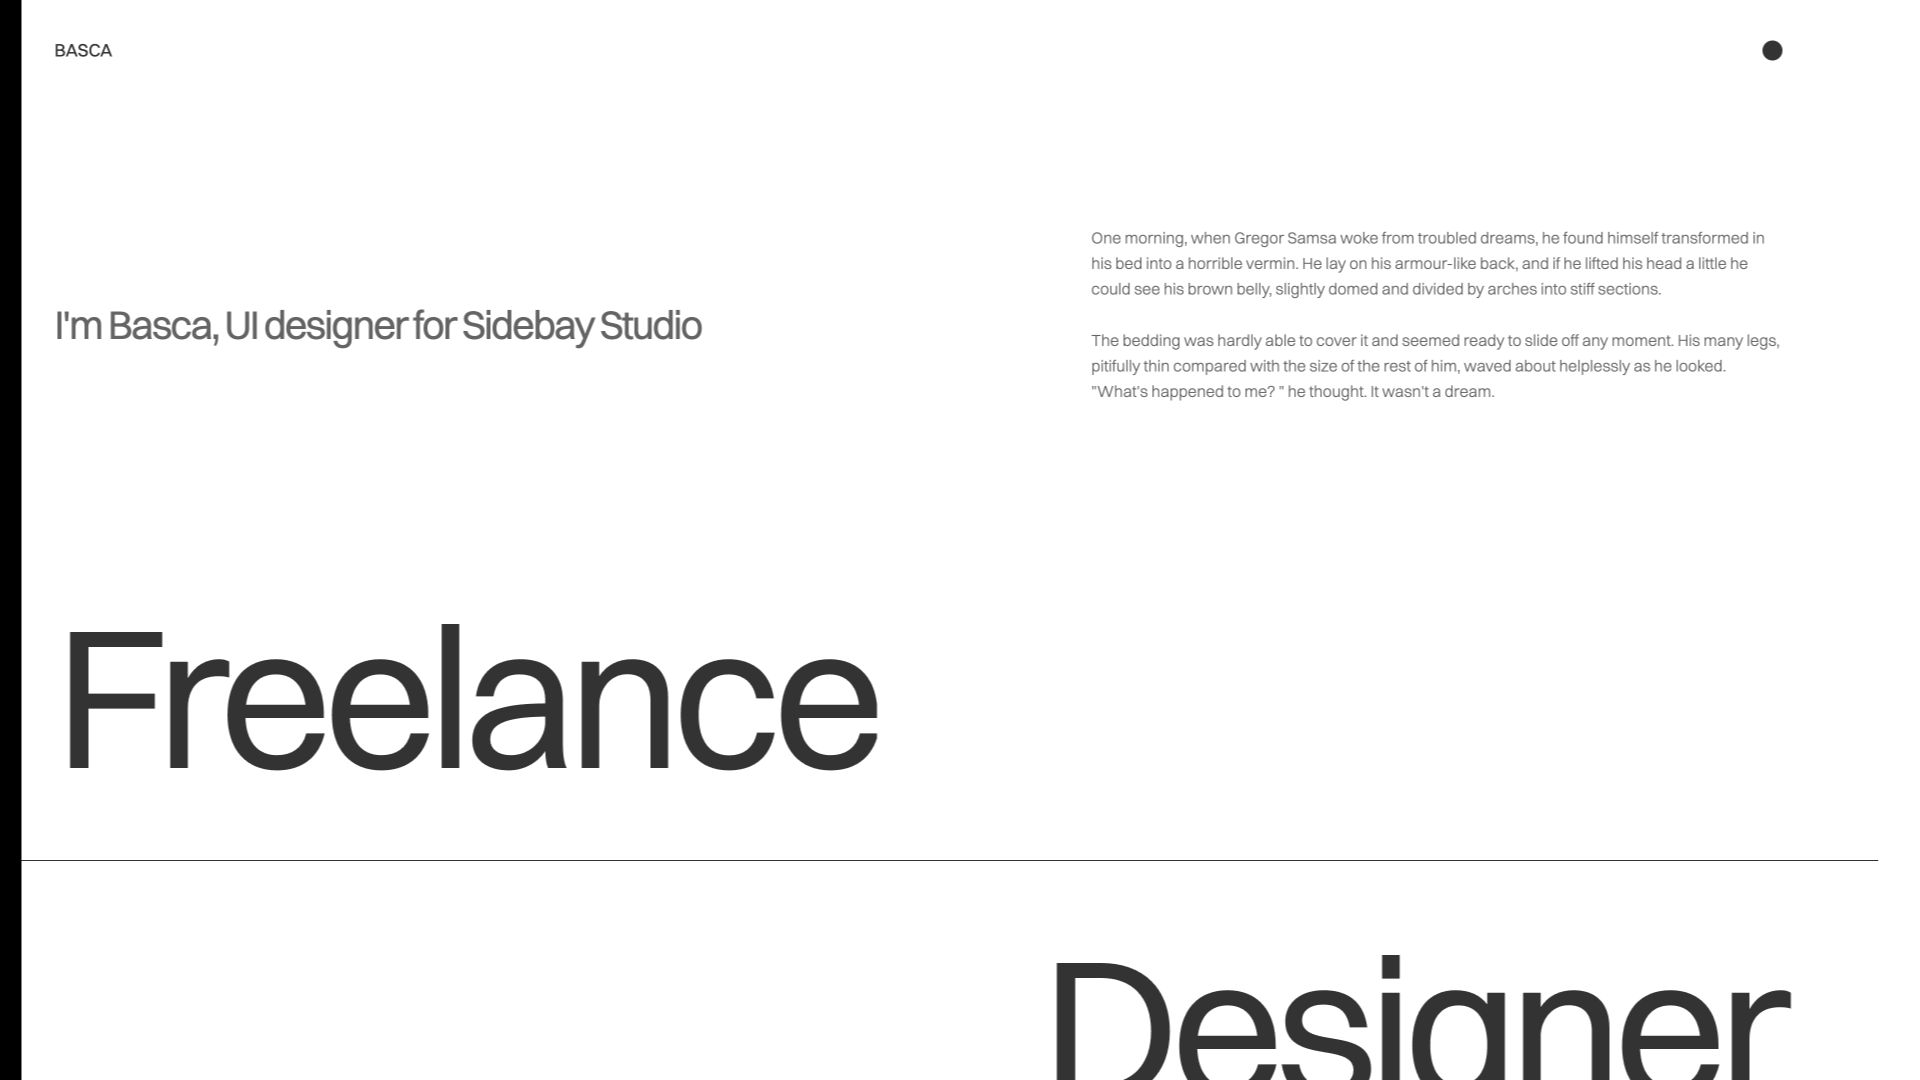 BASCA
I'm Basca, UI designer for Sidebay Studio
One morning, when Gregor Samsa woke from troubled dreams, he found himself transformed in
his bed into a horrible vermin. He lay on his armour-like back, and if he lifted his head a little he
could see his brown belly, slightly domed and divided by arches into stiff sections.
The bedding was hardly able to cover it and seemed ready to slide off any moment. His many legs,
pitifully thin compared with the size of the rest of him, waved about helplessly as he looked.
"What's happened to me? " he thought. It wasn't a dream.
Freelance
Designer